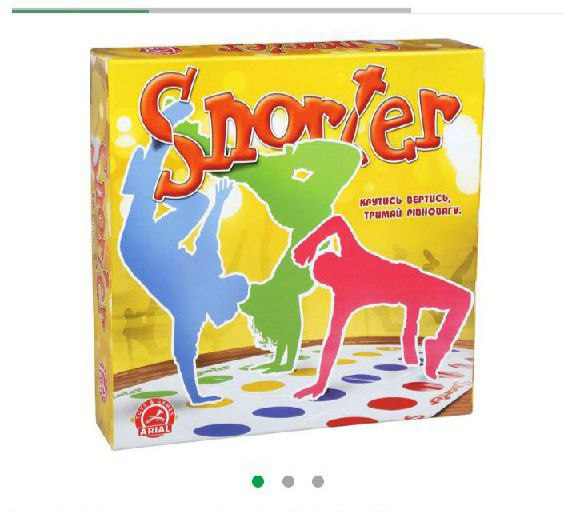 Snorter
КРУТИСЬ ВЕРТИСЬ,
ТРИМАЙ РІВНОВАГУ.
Snorter
ARIAL